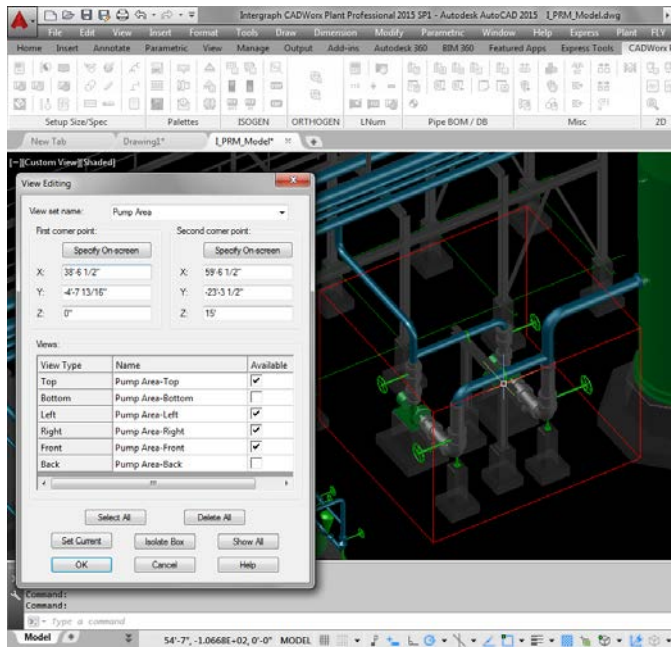 Intergraph CADWorx Plant Professional 2015 SP1 - Autodesk AutoCAD 2015 I_PRM_Model.dwg
File Edit View Insert Format Tools Draw Dimension Modify Parametric Window Help Express Plant FLY
Home Insert Annotate Parametric View Manage Output Add-ins Autodesk 360 BIM 360 Featured Apps Express Tools CADWorx P
Setup Size/Spec Palettes ISOGEN ORTHOGEN LNum Pipe BOM / DB Misc 2D
New Tab Drawing1* I_PRM_Model*
[−][Custom View][Shaded]
View Editing
View set name: Pump Area
First corner point: Second corner point:
Specify On-screen Specify On-screen
X: 38'-6 1/2" X: 59'-6 1/2"
Y: -4'-7 13/16" Y: -23'-3 1/2"
Z: 0" Z: 15'
Views:
View Type Name Available
Top Pump Area-Top
Bottom Pump Area-Bottom
Left Pump Area-Left
Right Pump Area-Right
Front Pump Area-Front
Back Pump Area-Back
Select All Delete All
Set Current Isolate Box Show All
OK Cancel Help
Command:
Command:
Type a command
Model 54'-7", -1.0668E+02, 0'-0" MODEL